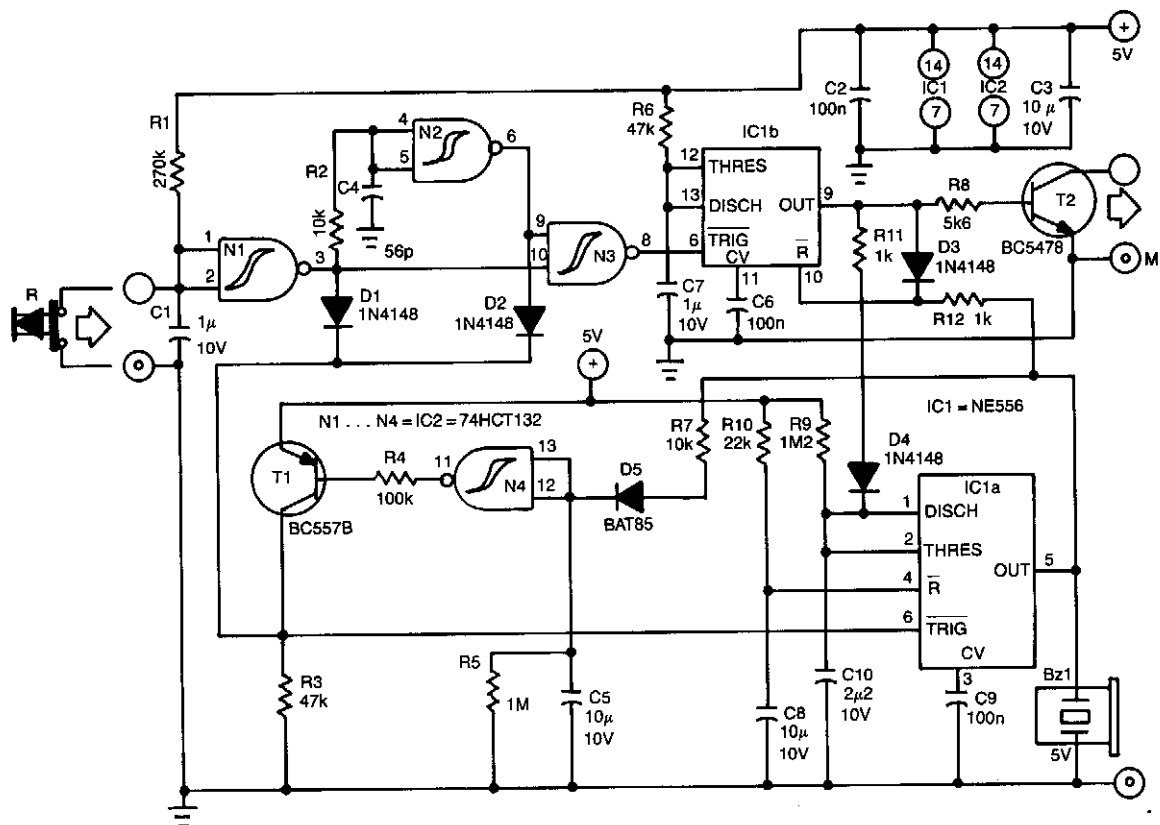 5V
14
14
C2
100n
IC1
IC2
7
7
C3
10 μ
10V
R1
270k
R2
10k
N2
4
5
6
C4
56p
R6
47k
IC1b
12
THRES
13
DISCH
OUT
9
6
TRIG
CV
R
11
10
R8
5k6
T2
BC5478
M
R11
1k
D3
1N4148
R12 1k
1
2
N1
3
9
10
N3
8
R
C1
1μ
10V
D1
1N4148
D2
1N4148
C7
1μ
10V
C6
100n
5V
N1 . . . N4 = IC2 = 74HCT132
IC1 = NE556
T1
BC557B
R4
100k
11
N4
13
12
D5
BAT85
R7
10k
R10
22k
R9
1M2
D4
1N4148
IC1a
1
DISCH
2
THRES
4
R
6
TRIG
OUT
5
CV
3
R3
47k
R5
1M
C5
10μ
10V
C8
10μ
10V
C10
2μ2
10V
C9
100n
Bz1
5V